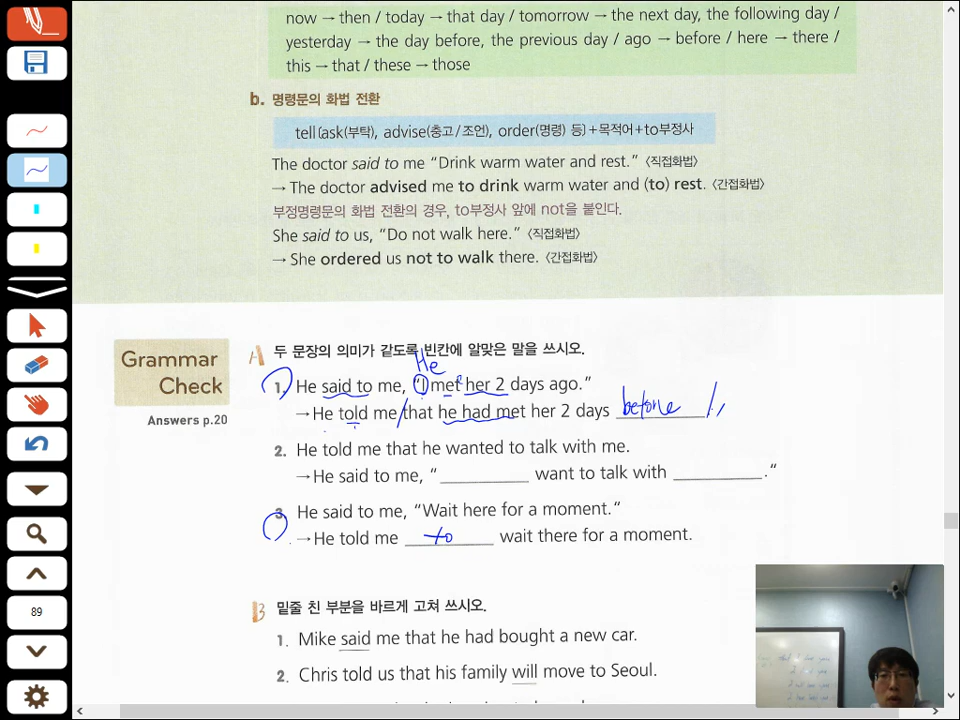 now → then / today → that day / tomorrow → the next day, the following day /
yesterday → the day before, the previous day / ago → before / here → there /
this → that / these → those
b. 명령문의 화법 전환
tell [ask(부탁), advise(충고/조언), order(명령) 등]+목적어+to부정사
The doctor said to me “Drink warm water and rest.” 〈직접화법〉
→ The doctor advised me to drink warm water and (to) rest. 〈간접화법〉
부정명령문의 화법 전환의 경우, to부정사 앞에 not을 붙인다.
She said to us, “Do not walk here.” 〈직접화법〉
→ She ordered us not to walk there. 〈간접화법〉
Grammar Check
Answers p.20
A 두 문장의 의미가 같도록 빈칸에 알맞은 말을 쓰시오.
He
1. He said to me, “I met her 2 days ago.”
→ He told me that he had met her 2 days before
2. He told me that he wanted to talk with me.
→ He said to me, “__________ want to talk with __________.”
3. He said to me, “Wait here for a moment.“
→ He told me to wait there for a moment.
B 밑줄 친 부분을 바르게 고쳐 쓰시오.
1. Mike said me that he had bought a new car.
2. Chris told us that his family will move to Seoul.
89